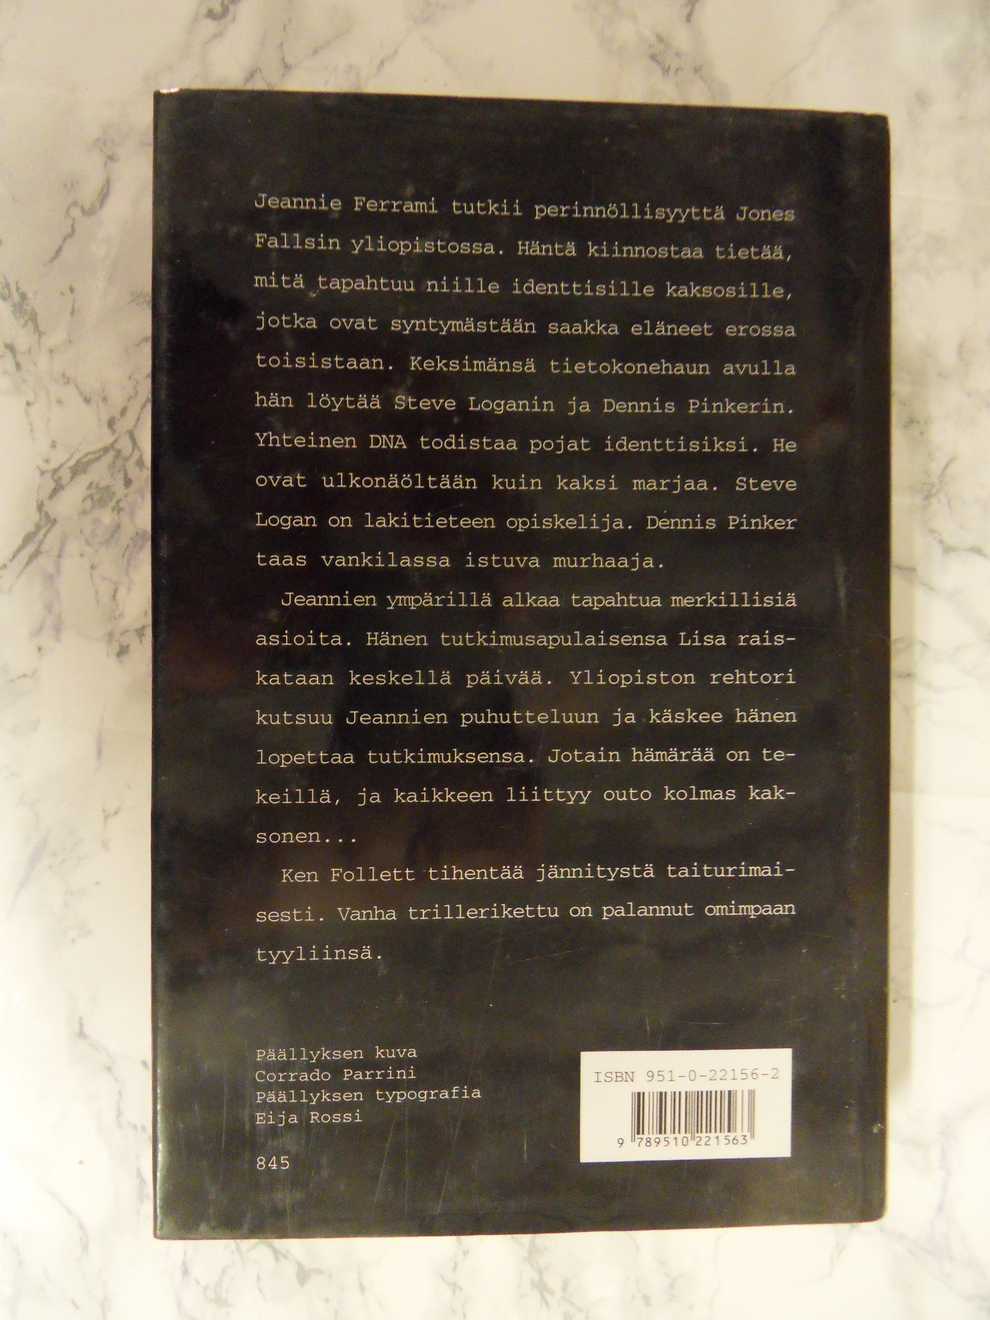 Jeannie Ferrami tutkii perinnöllisyyttä Jones
Fallsin yliopistossa. Häntä kiinnostaa tietää,
mitä tapahtuu niille identtisille kaksosille,
jotka ovat syntymästään saakka eläneet erossa
toisistaan. Keksimänsä tietokonehaun avulla
hän löytää Steve Loganin ja Dennis Pinkerin.
Yhteinen DNA todistaa pojat identtisiksi. He
ovat ulkonäöltään kuin kaksi marjaa. Steve
Logan on lakitieteen opiskelija. Dennis Pinker
taas vankilassa istuva murhaaja.
Jeannien ympärillä alkaa tapahtua merkillisiä
asioita. Hänen tutkimusapulaisensa Lisa rais-
kataan keskellä päivää. Yliopiston rehtori
kutsuu Jeannien puhutteluun ja käskee hänen
lopettaa tutkimuksensa. Jotain hämärää on te-
keillä, ja kaikkeen liittyy outo kolmas kak-
sonen...
Ken Follett tihentää jännitystä taiturimai-
sesti. Vanha trillerikettu on palannut omimpaan
tyyliinsä.
Päällyksen kuva
Corrado Parrini
Päällyksen typografia
Eija Rossi
845
ISBN 951-0-22156-2
9 789510 221563